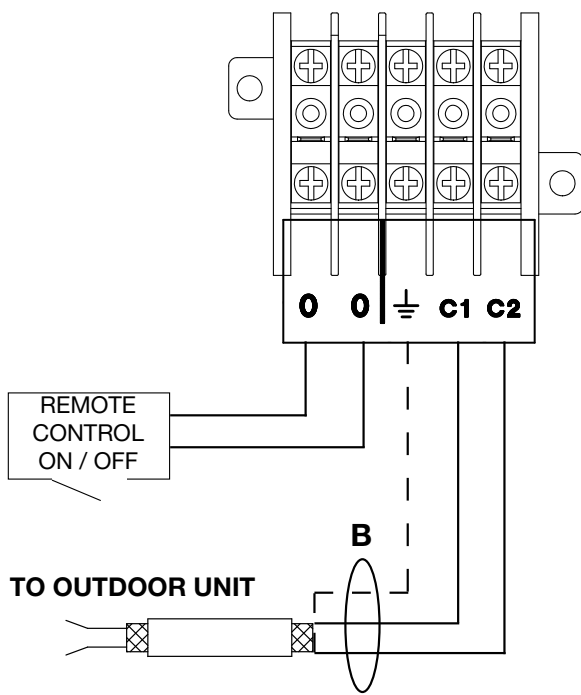 0 0 C1 C2
REMOTE
CONTROL
ON / OFF
B
TO OUTDOOR UNIT